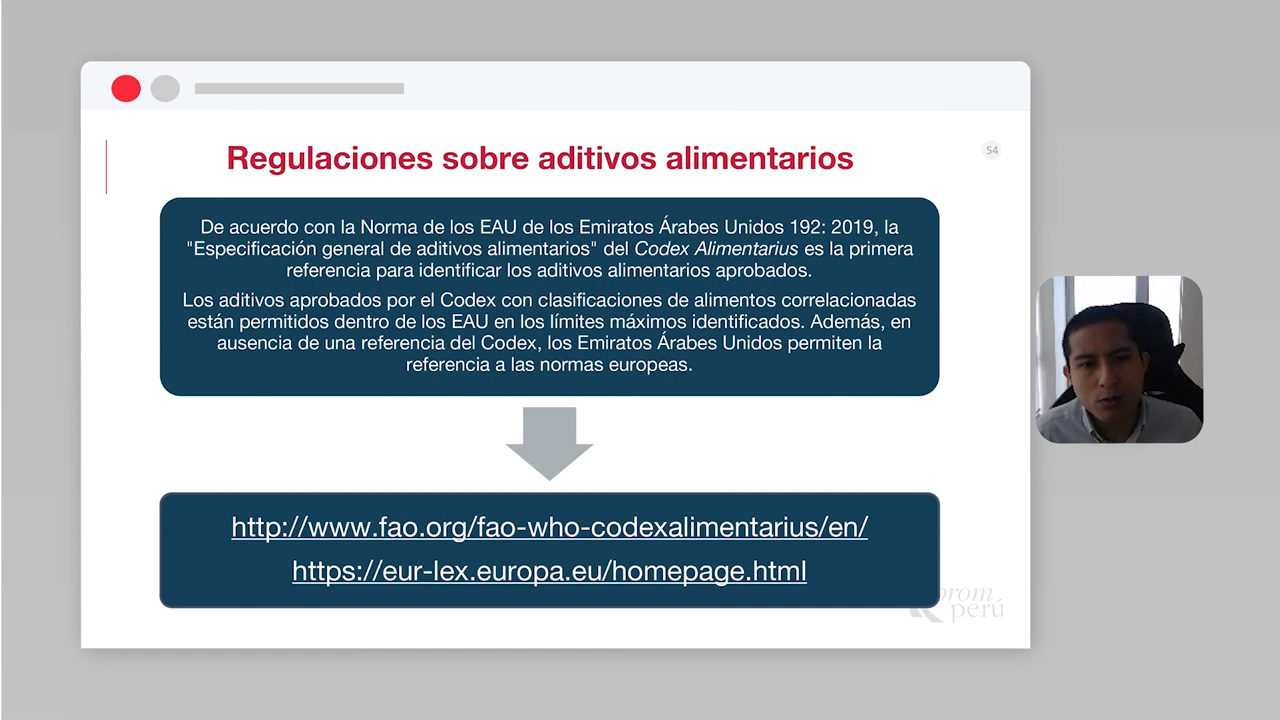 Regulaciones sobre aditivos alimentarios
54
De acuerdo con la Norma de los EAU de los Emiratos Árabes Unidos 192: 2019, la
"Especificación general de aditivos alimentarios" del Codex Alimentarius es la primera
referencia para identificar los aditivos alimentarios aprobados.
Los aditivos aprobados por el Codex con clasificaciones de alimentos correlacionadas
están permitidos dentro de los EAU en los límites máximos identificados. Además, en
ausencia de una referencia del Codex, los Emiratos Árabes Unidos permiten la
referencia a las normas europeas.
http://www.fao.org/fao-who-codexalimentarius/en/
https://eur-lex.europa.eu/homepage.html
prom
perú